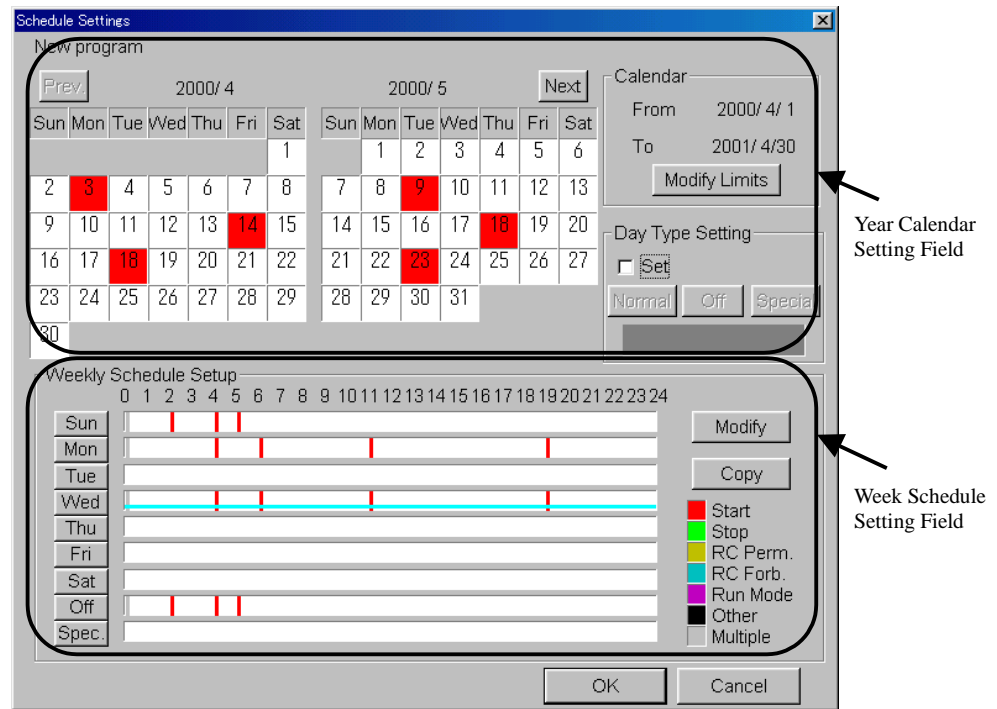 Schedule Settings
New program
Prev. 2000/ 4 2000/ 5 Next
Sun Mon Tue Wed Thu Fri Sat Sun Mon Tue Wed Thu Fri Sat
1 1 2 3 4 5 6
2 3 4 5 6 7 8 7 8 9 10 11 12 13
9 10 11 12 13 14 15 14 15 16 17 18 19 20
16 17 18 19 20 21 22 21 22 23 24 25 26 27
23 24 25 26 27 28 29 28 29 30 31
30
Calendar
From 2000/ 4/ 1
To 2001/ 4/30
Modify Limits
Day Type Setting
Set
Normal Off Special
Year Calendar
Setting Field
Weekly Schedule Setup
0 1 2 3 4 5 6 7 8 9 10 11 12 13 14 15 16 17 18 19 20 21 22 23 24
Sun
Mon
Tue
Wed
Thu
Fri
Sat
Off
Spec.
Modify
Copy
Start
Stop
RC Perm.
RC Forb.
Run Mode
Other
Multiple
Week Schedule
Setting Field
OK Cancel